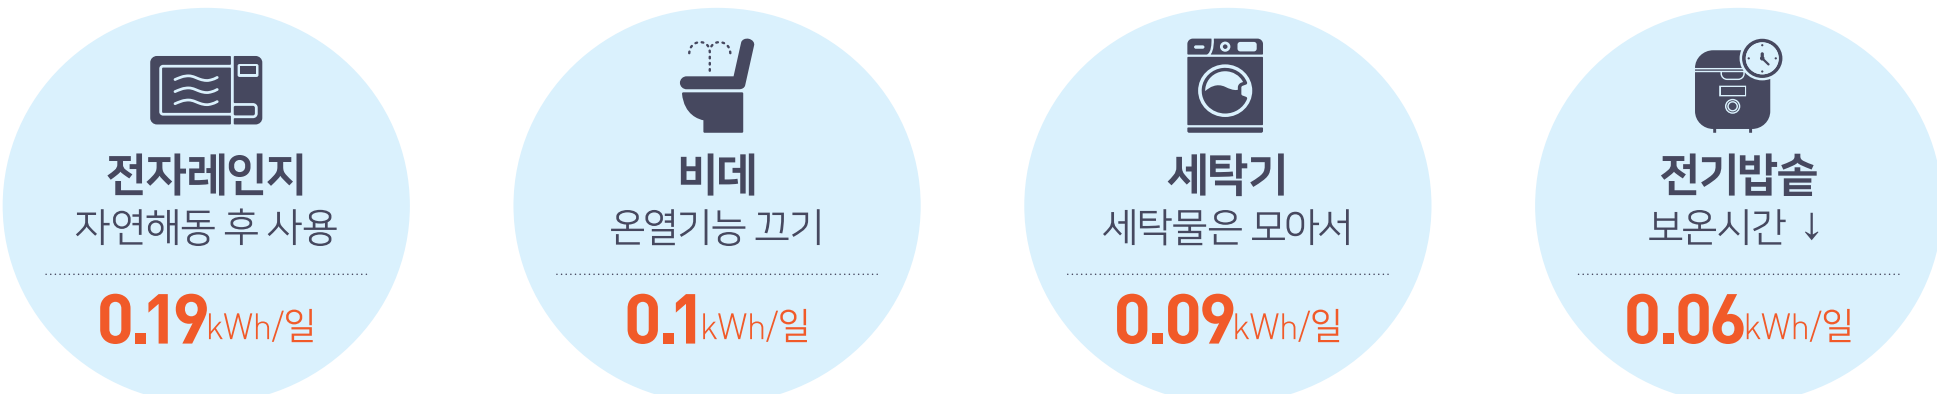 전자레인지
자연해동 후 사용
0.19kWh/일
비데
온열기능 끄기
0.1kWh/일
세탁기
세탁물은 모아서
0.09kWh/일
전기밥솥
보온시간 ↓
0.06kWh/일